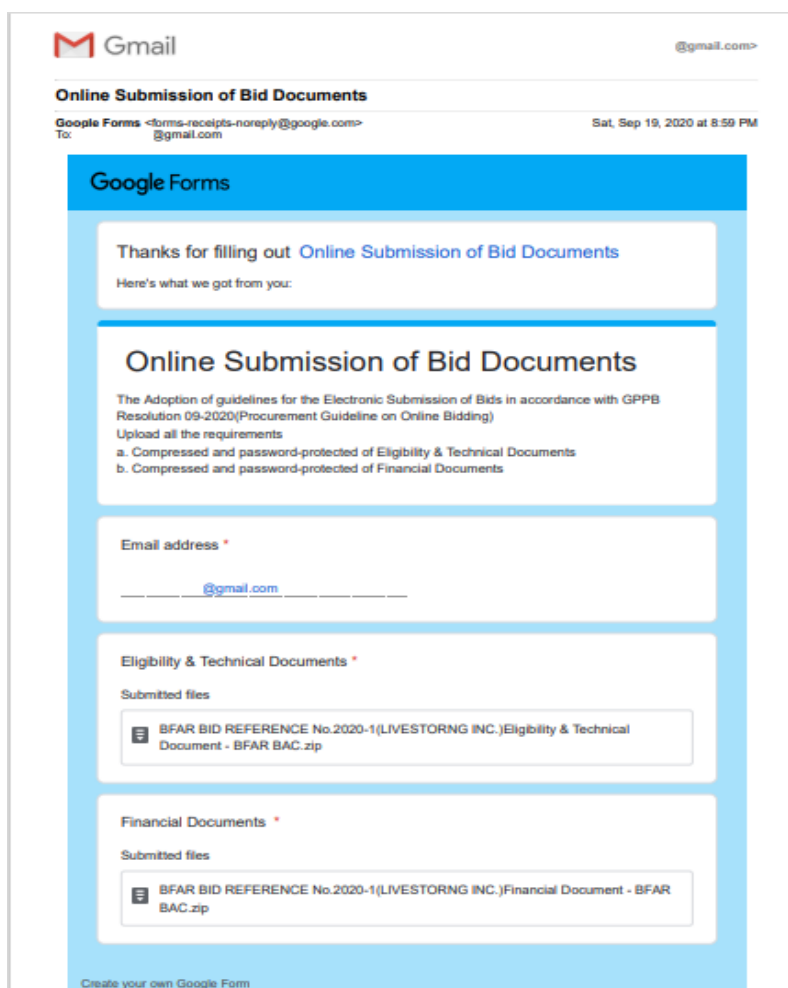 Gmail
@gmail.com>
Online Submission of Bid Documents
Google Forms <forms-receipts-noreply@google.com>
Sat, Sep 19, 2020 at 8:59 PM
To: @gmail.com
Google Forms
Thanks for filling out Online Submission of Bid Documents
Here's what we got from you:
Online Submission of Bid Documents
The Adoption of guidelines for the Electronic Submission of Bids in accordance with GPPB
Resolution 09-2020(Procurement Guideline on Online Bidding)
Upload all the requirements
a. Compressed and password-protected of Eligibility & Technical Documents
b. Compressed and password-protected of Financial Documents
Email address *
@gmail.com
Eligibility & Technical Documents *
Submitted files
BFAR BID REFERENCE No.2020-1(LIVESTORNG INC.)Eligibility & Technical
Document - BFAR BAC.zip
Financial Documents *
Submitted files
BFAR BID REFERENCE No.2020-1(LIVESTORNG INC.)Financial Document - BFAR
BAC.zip
Create your own Google Form